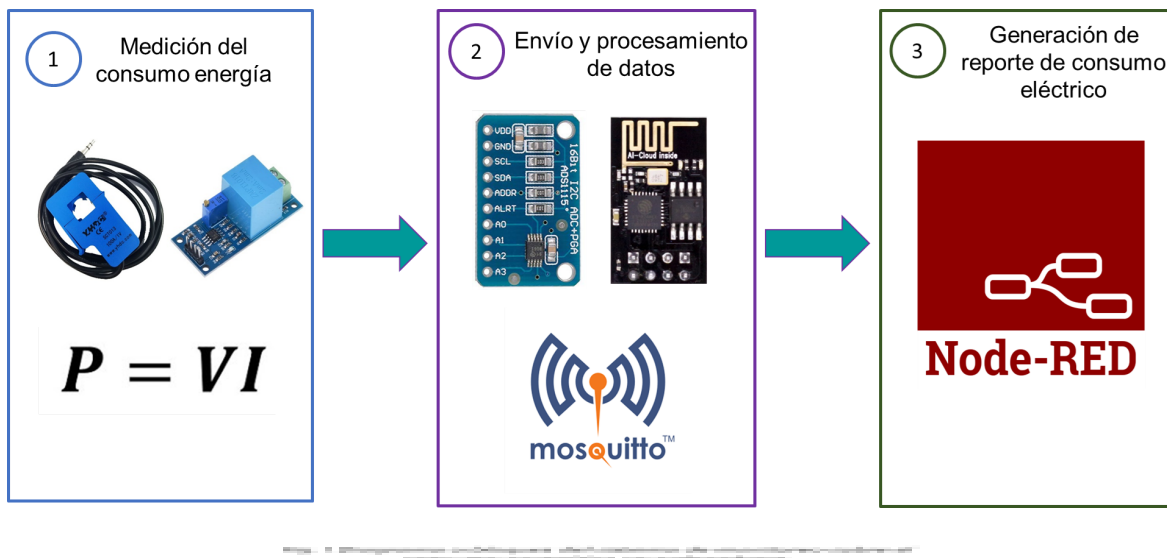 1
Medición del
consumo energía
P = VI
2
Envío y procesamiento
de datos
VDD
GND
SCL
SDA
ADDR
ALRT
A0
A1
A2
A3
16Bit I2C ADC+PGA
ADS1115
AI-Cloud inside
mosquitto™
3
Generación de
reporte de consumo
eléctrico
Node-RED